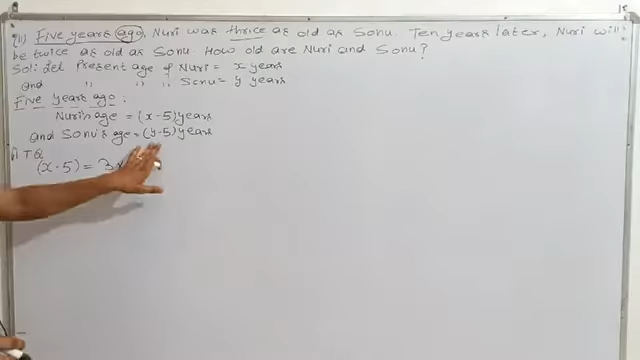 (ii) Five years ago, Nuri was thrice as old as Sonu. Ten years later, Nuri will
be twice as old as Sonu. How old are Nuri and Sonu?
Sol: Let Present age of Nuri = x years
and " " " Sonu = y years
Five years ago :
Nuri's age = (x-5) years
and Sonu's age = (y-5) years
ATQ
(x-5) = 3